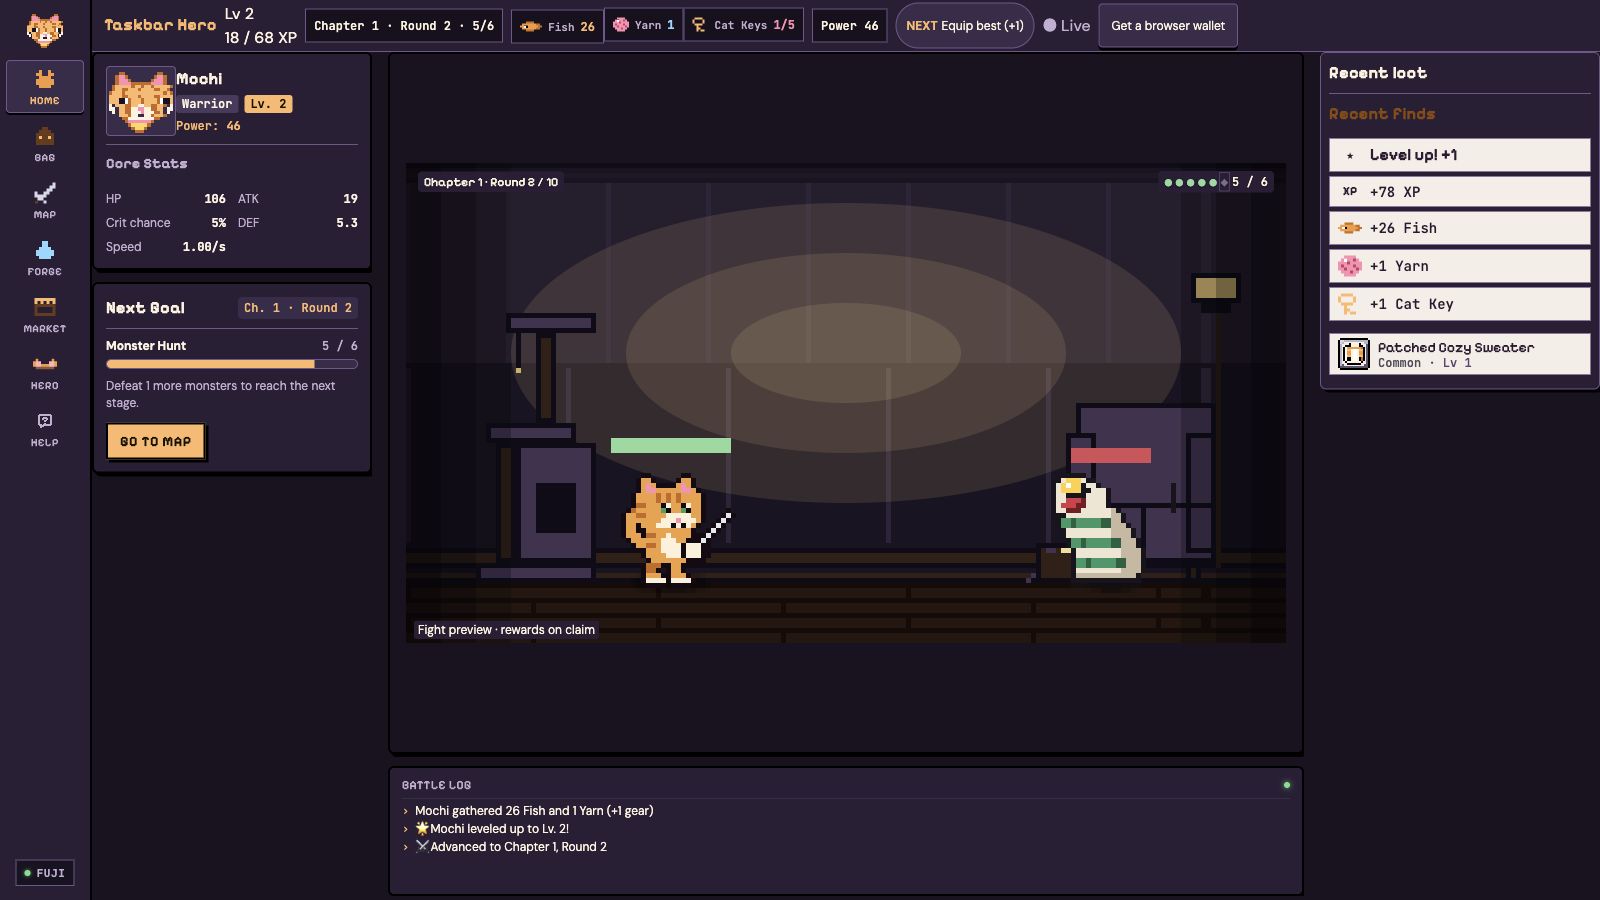 Taskbar Hero
Lv 2
18 / 68 XP
Chapter 1 · Round 2 · 5/6
Fish 26
Yarn 1
Cat Keys 1/5
Power 46
NEXT Equip best (+1)
Live
Get a browser wallet
HOME
BAG
MAP
FORGE
MARKET
HERO
HELP
FUJI
Mochi
Warrior Lv. 2
Power: 46
Core Stats
HP 106 ATK 19
Crit chance 5% DEF 5.3
Speed 1.00/s
Next Goal Ch. 1 · Round 2
Monster Hunt 5 / 6
Defeat 1 more monsters to reach the next
stage.
GO TO MAP
Chapter 1 · Round 2 / 10
5 / 6
Fight preview · rewards on claim
BATTLE LOG
› Mochi gathered 26 Fish and 1 Yarn (+1 gear)
› 🌟Mochi leveled up to Lv. 2!
› ⚔Advanced to Chapter 1, Round 2
Recent loot
Recent finds
★ Level up! +1
XP +78 XP
+26 Fish
+1 Yarn
+1 Cat Key
Patched Cozy Sweater
Common · Lv 1